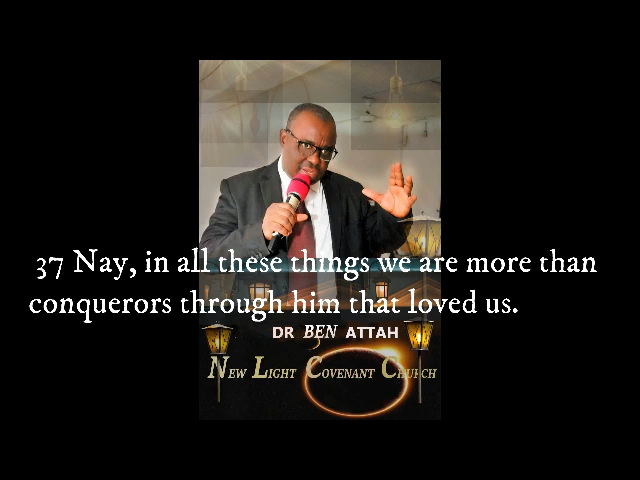 37 Nay, in all these things we are more than
conquerors through him that loved us.
DR BEN ATTAH
NEW LIGHT COVENANT CHURCH